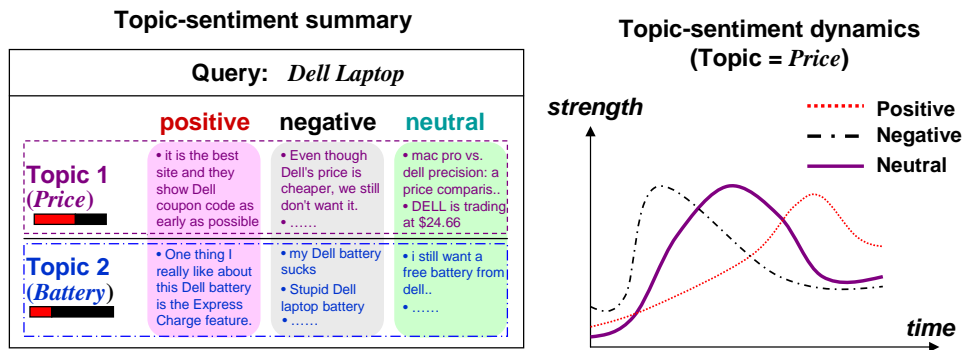 Topic-sentiment summary
Query: Dell Laptop
positive negative neutral
Topic 1
(Price)
• it is the best
site and they
show Dell
coupon code as
early as possible
• Even though
Dell's price is
cheaper, we still
don't want it.
• ……
• mac pro vs.
dell precision: a
price comparis..
• DELL is trading
at $24.66
Topic 2
(Battery)
• One thing I
really like about
this Dell battery
is the Express
Charge feature.
• my Dell battery
sucks
• Stupid Dell
laptop battery
• ……
• i still want a
free battery from
dell..
• ……
Topic-sentiment dynamics
(Topic = Price)
strength
Positive
Negative
Neutral
time